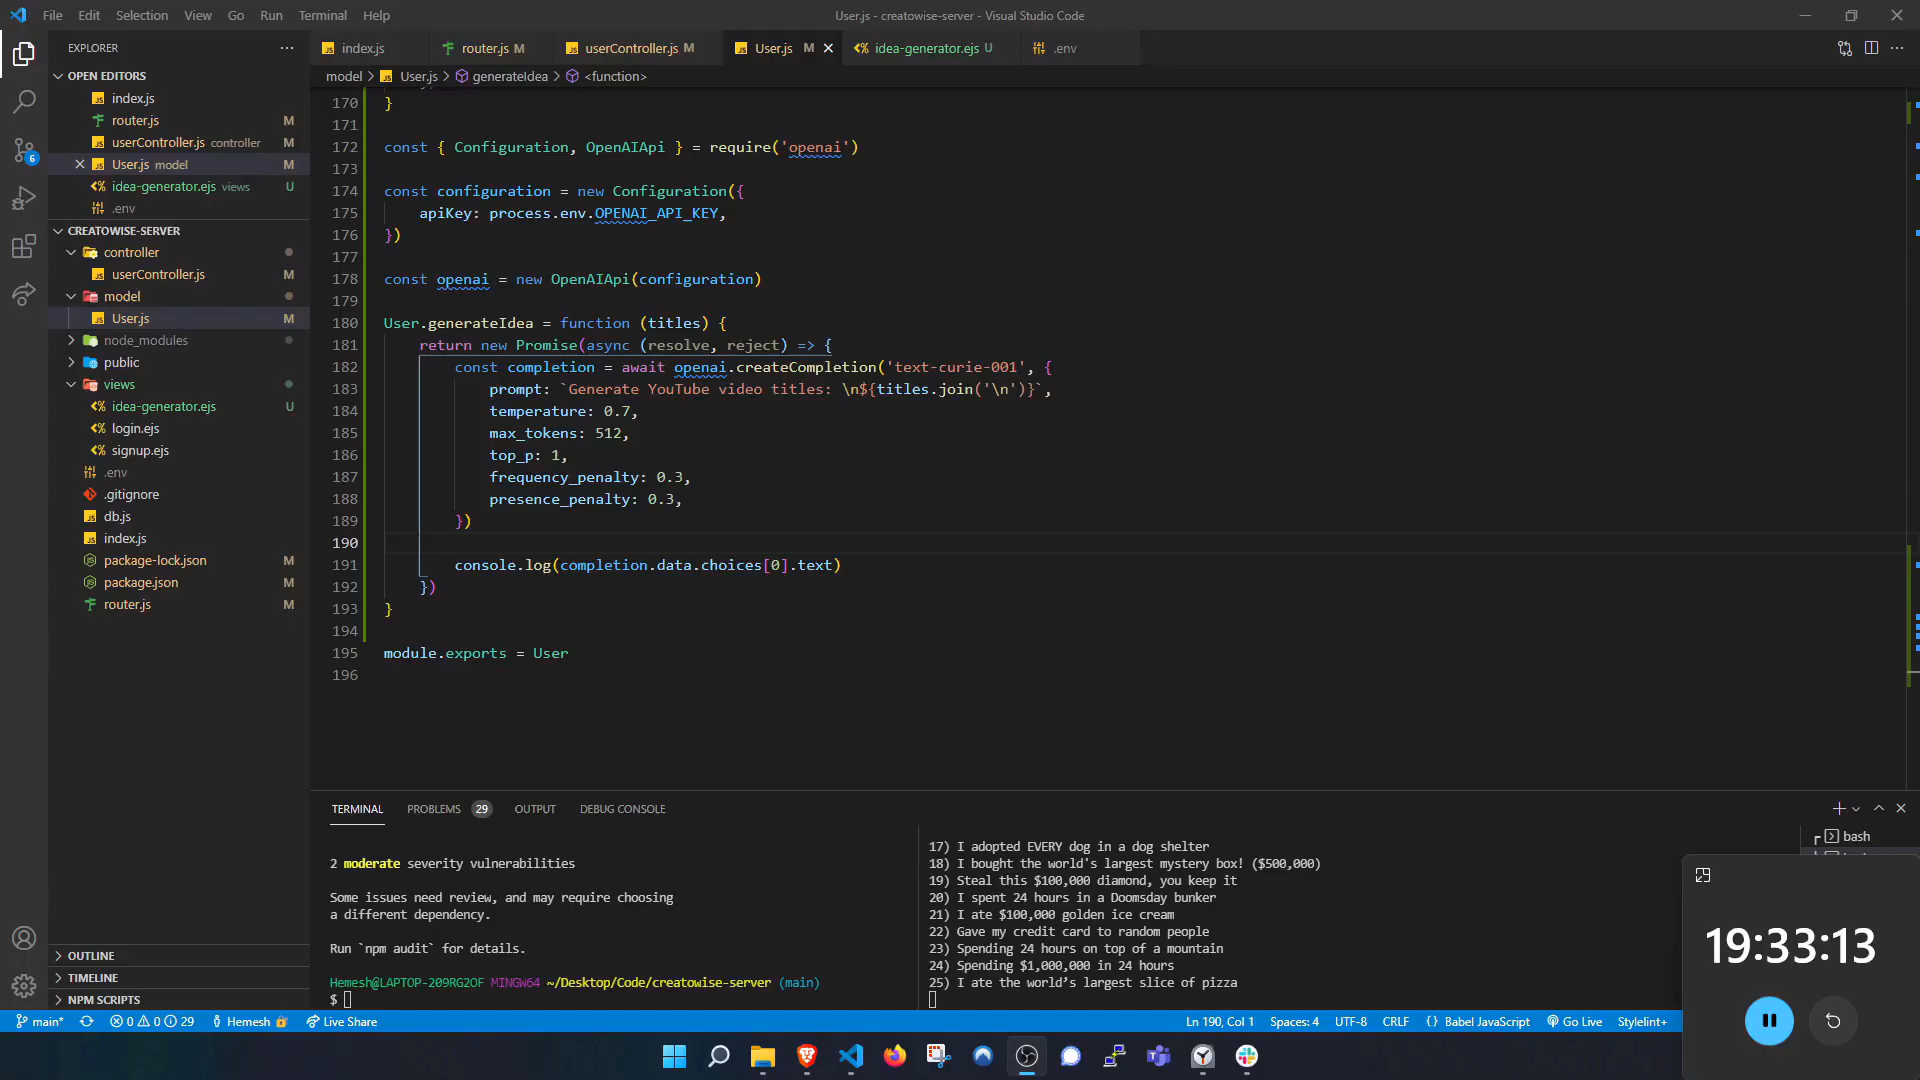 File Edit Selection View Go Run Terminal Help
User.js - creatowise-server - Visual Studio Code
EXPLORER
OPEN EDITORS
index.js
router.js M
userController.js controller M
User.js model M
idea-generator.ejs views U
.env
CREATOWISE-SERVER
controller
userController.js M
model
User.js M
node_modules
public
views
idea-generator.ejs U
login.ejs
signup.ejs
.env
.gitignore
db.js
index.js
package-lock.json M
package.json M
router.js M
OUTLINE
TIMELINE
NPM SCRIPTS
6
index.js router.js M userController.js M User.js M idea-generator.ejs U .env
model > User.js > generateIdea > <function>
170 }
171
172 const { Configuration, OpenAIApi } = require('openai')
173
174 const configuration = new Configuration({
175 apiKey: process.env.OPENAI_API_KEY,
176 })
177
178 const openai = new OpenAIApi(configuration)
179
180 User.generateIdea = function (titles) {
181 return new Promise(async (resolve, reject) => {
182 const completion = await openai.createCompletion('text-curie-001', {
183 prompt: `Generate YouTube video titles: \n${titles.join('\n')}`,
184 temperature: 0.7,
185 max_tokens: 512,
186 top_p: 1,
187 frequency_penalty: 0.3,
188 presence_penalty: 0.3,
189 })
190
191 console.log(completion.data.choices[0].text)
192 })
193 }
194
195 module.exports = User
196
TERMINAL PROBLEMS 29 OUTPUT DEBUG CONSOLE
2 moderate severity vulnerabilities
Some issues need review, and may require choosing
a different dependency.
Run `npm audit` for details.
Hemesh@LAPTOP-209RG2OF MINGW64 ~/Desktop/Code/creatowise-server (main)
$
17) I adopted EVERY dog in a dog shelter
18) I bought the world's largest mystery box! ($500,000)
19) Steal this $100,000 diamond, you keep it
20) I spent 24 hours in a Doomsday bunker
21) I ate $100,000 golden ice cream
22) Gave my credit card to random people
23) Spending 24 hours on top of a mountain
24) Spending $1,000,000 in 24 hours
25) I ate the world’s largest slice of pizza
bash
19:33:13
main* 0 0 29 Hemesh Live Share
Ln 190, Col 1 Spaces: 4 UTF-8 CRLF {} Babel JavaScript Go Live Stylelint+